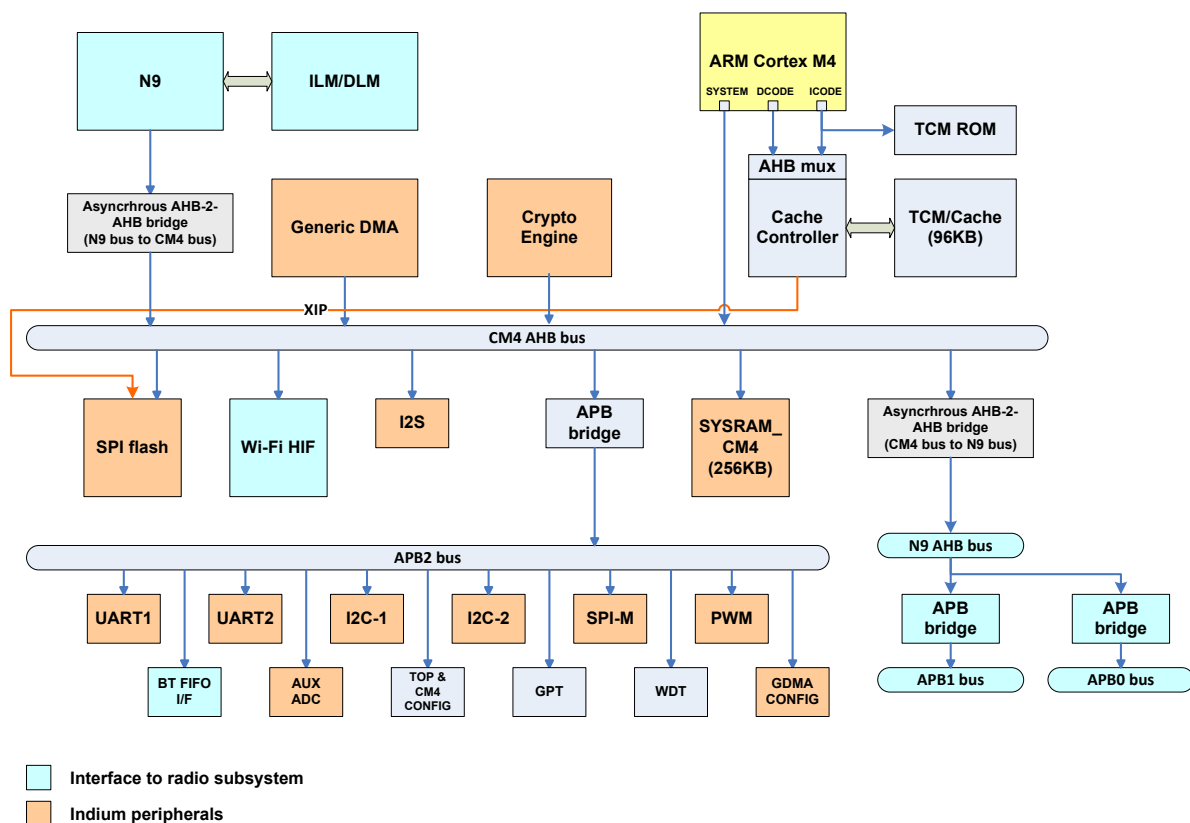 N9
ILM/DLM
ARM Cortex M4
SYSTEM
DCODE
ICODE
TCM ROM
AHB mux
Cache
Controller
TCM/Cache
(96KB)
Asyncrhrous AHB-2-
AHB bridge
(N9 bus to CM4 bus)
Generic DMA
Crypto
Engine
XIP
CM4 AHB bus
SPI flash
Wi-Fi HIF
I2S
APB
bridge
SYSRAM_
CM4
(256KB)
Asyncrhrous AHB-2-
AHB bridge
(CM4 bus to N9 bus)
N9 AHB bus
APB2 bus
UART1
UART2
I2C-1
I2C-2
SPI-M
PWM
APB
bridge
APB
bridge
BT FIFO
I/F
AUX
ADC
TOP &
CM4
CONFIG
GPT
WDT
GDMA
CONFIG
APB1 bus
APB0 bus
Interface to radio subsystem
Indium peripherals